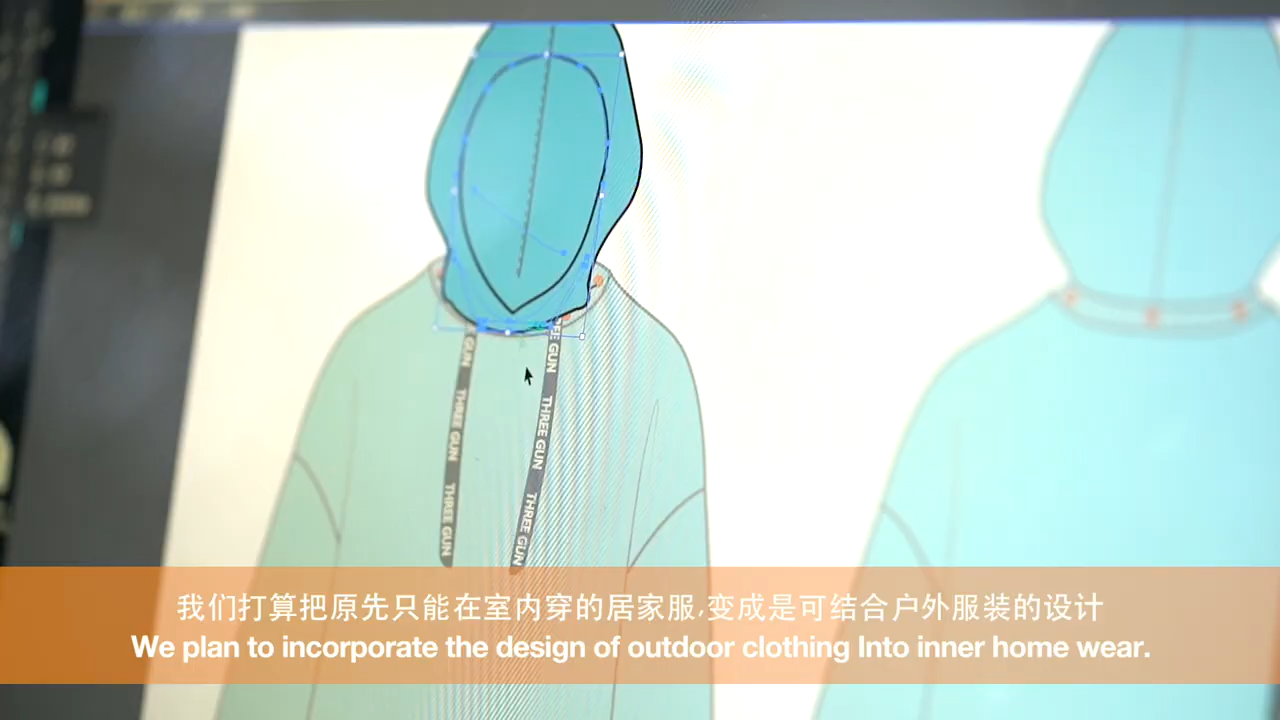 GUN
THREE GUN
THREE GUN
EE GUN
THREE GUN
THREE GUN
我们打算把原先只能在室内穿的居家服,变成是可结合户外服装的设计
We plan to incorporate the design of outdoor clothing Into inner home wear.